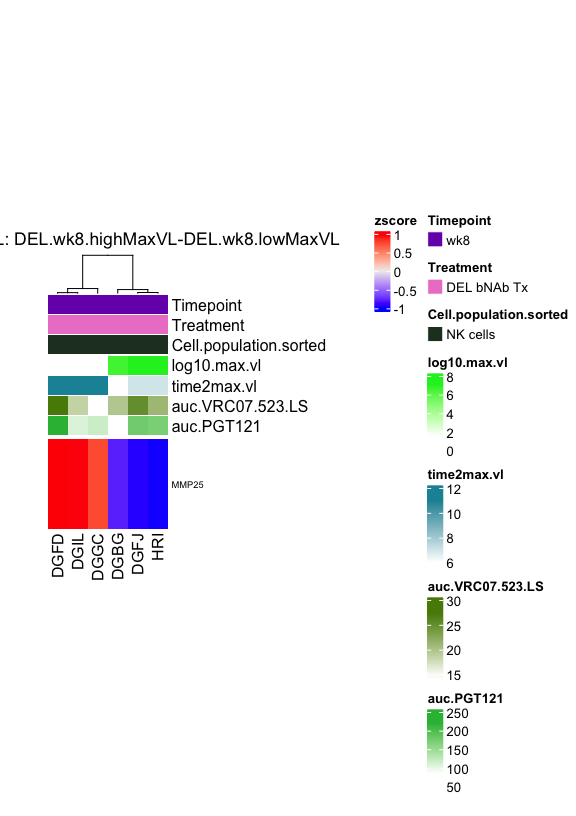 L: DEL.wk8.highMaxVL-DEL.wk8.lowMaxVL
Timepoint
Treatment
Cell.population.sorted
log10.max.vl
time2max.vl
auc.VRC07.523.LS
auc.PGT121
MMP25
DGFD
DGIL
DGGC
DGBG
DGFJ
HRI
zscore
1
0.5
0
-0.5
-1
Timepoint
wk8
Treatment
DEL bNAb Tx
Cell.population.sorted
NK cells
log10.max.vl
8
6
4
2
0
time2max.vl
12
10
8
6
auc.VRC07.523.LS
30
25
20
15
auc.PGT121
250
200
150
100
50